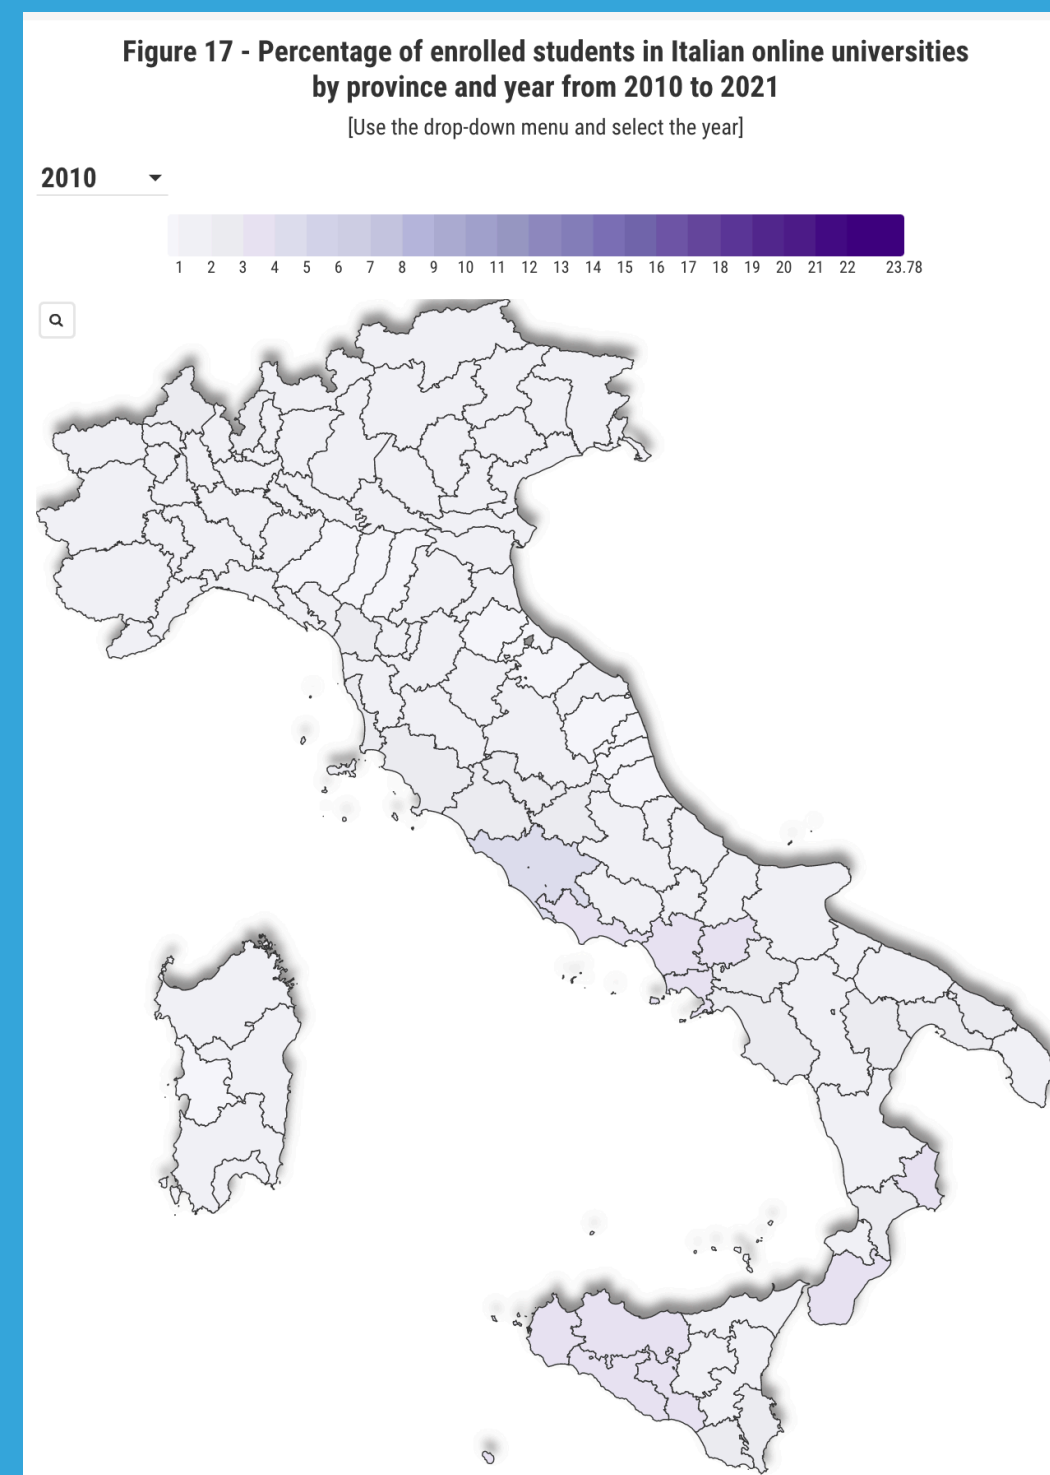 Figure 17 - Percentage of enrolled students in Italian online universities
by province and year from 2010 to 2021
[Use the drop-down menu and select the year]
2010
1 2 3 4 5 6 7 8 9 10 11 12 13 14 15 16 17 18 19 20 21 22 23.78